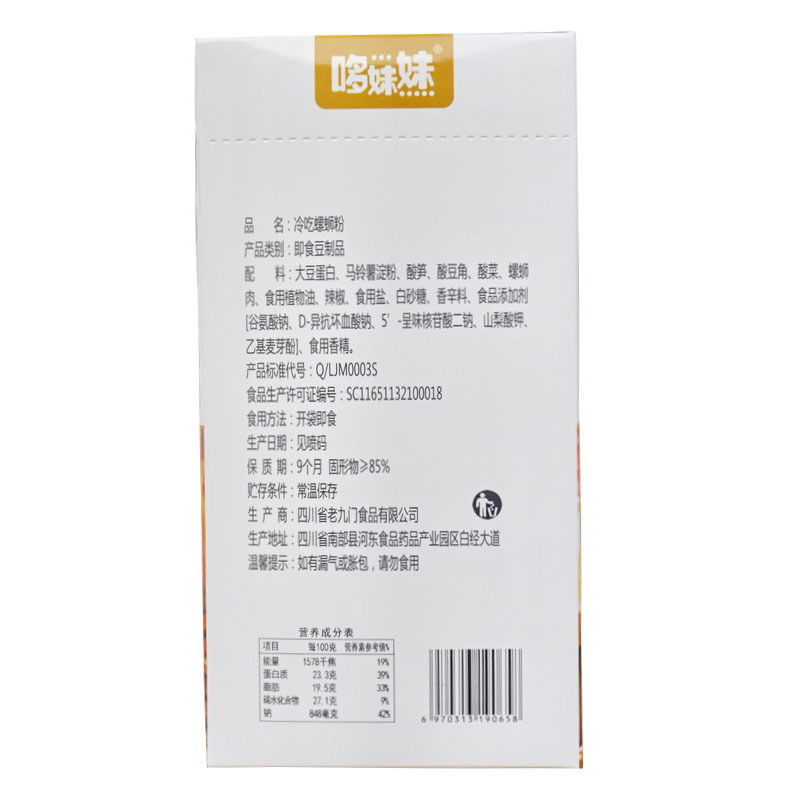 哆妹妹®
品 名：冷吃螺蛳粉
产品类别：即食豆制品
配 料：大豆蛋白、马铃薯淀粉、酸笋、酸豆角、酸菜、螺蛳
肉、食用植物油、辣椒、食用盐、白砂糖、香辛料、食品添加剂
[谷氨酸钠、D-异抗坏血酸钠、5′-呈味核苷酸二钠、山梨酸钾、
乙基麦芽酚]、食用香精。
产品标准代号：Q/LJM0003S
食品生产许可证编号：SC11651132100018
食用方法：开袋即食
生产日期：见喷码
保 质 期：9个月 固形物≥85%
贮存条件：常温保存
生 产 商：四川省老九门食品有限公司
生产地址：四川省南部县河东食品药品产业园区白经大道
温馨提示：如有漏气或胀包，请勿食用
营养成分表
项目 每100克 营养素参考值%
能量 1578千焦 19%
蛋白质 23.3克 39%
脂肪 19.5克 33%
碳水化合物 27.1克 9%
钠 848毫克 42%
6 970313 190658